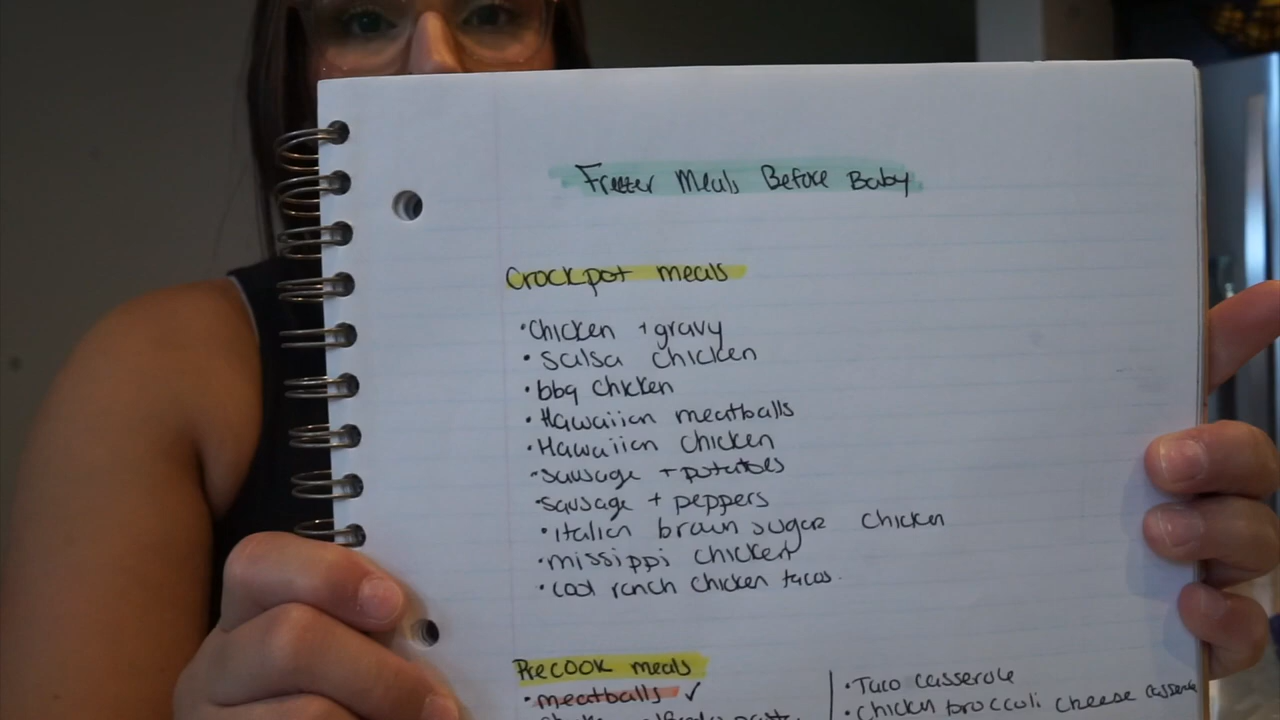 Freezer Meals Before Baby
Crockpot meals
•Chicken + gravy
•Salsa chicken
•bbq chicken
•Hawaiian meatballs
•Hawaiian chicken
•sausage + potatoes
•sausage + peppers
•italian brown sugar chicken
•missippi chicken
•cool ranch chicken tacos.
Precook meals
•meatballs ✓
•Taco casserole
•Chicken broccoli cheese casserole